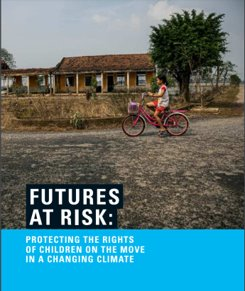 FUTURES
AT RISK:
PROTECTING THE RIGHTS
OF CHILDREN ON THE MOVE
IN A CHANGING CLIMATE